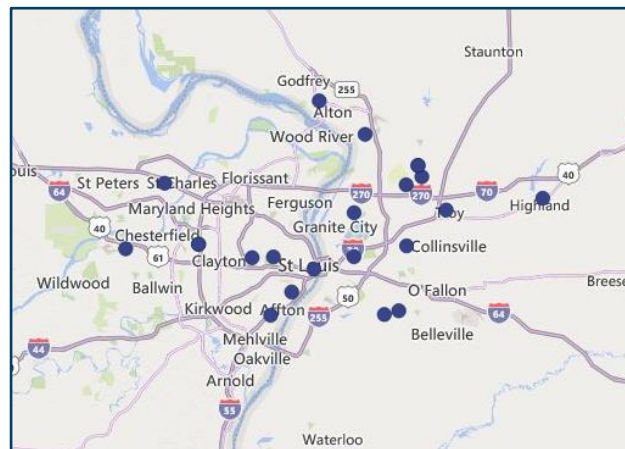 Staunton
Godfrey
255
Alton
Wood River
ouis
64
St Peters
St Charles
Florissant
270
270
70
40
Maryland Heights
Ferguson
Troy
Highland
40
Granite City
Chesterfield
61
Clayton
St Louis
Collinsville
Wildwood
Ballwin
50
O'Fallon
Breese
Kirkwood
Affton
255
64
Belleville
44
Mehlville
Oakville
Arnold
55
Waterloo